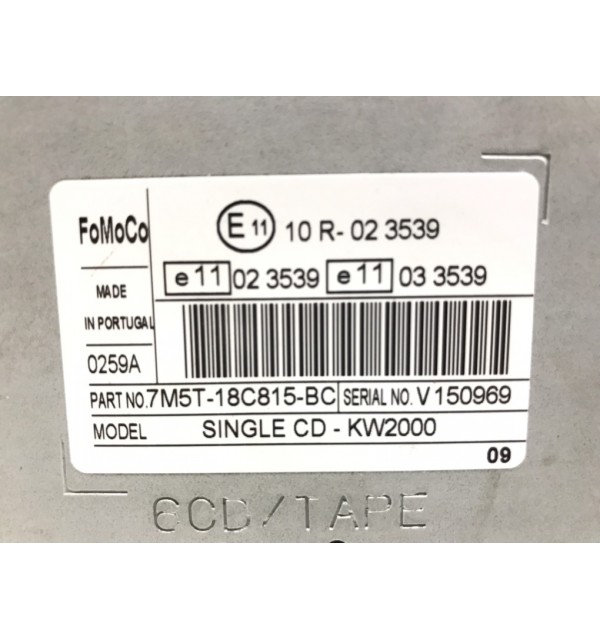 FoMoCo
E 11 10 R- 02 3539
e 11 02 3539 e 11 03 3539
MADE
IN PORTUGAL
0259A
PART NO. 7M5T-18C815-BC SERIAL NO. V150969
MODEL SINGLE CD - KW2000
09
6CD/TAPE